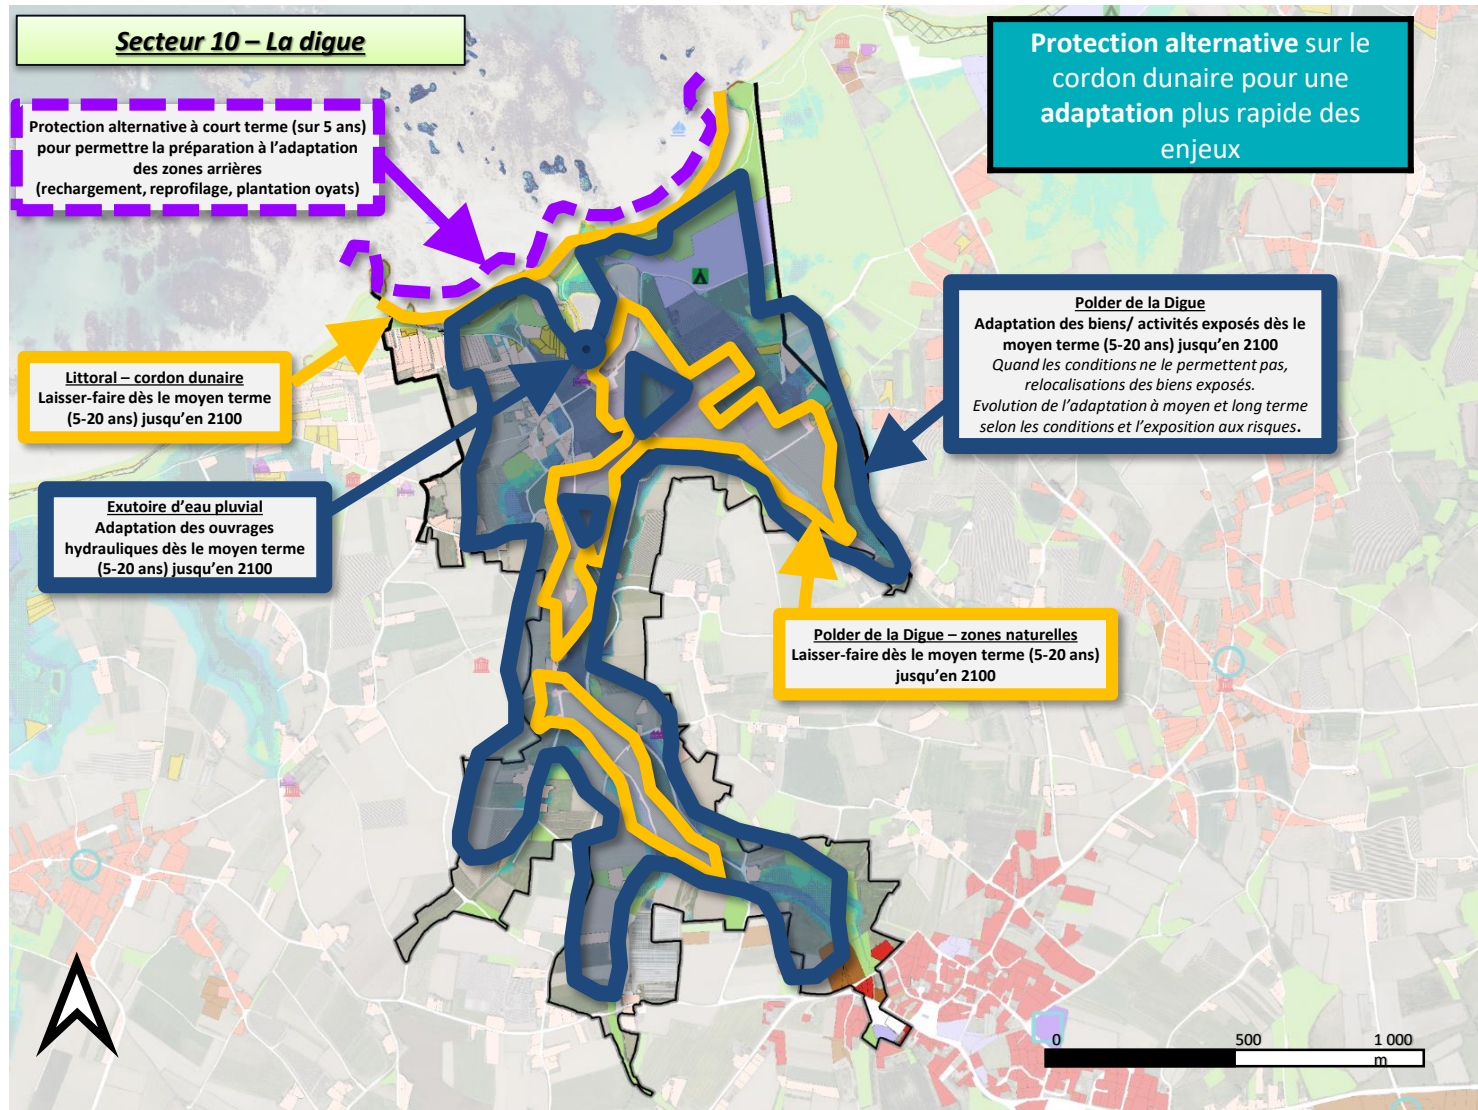 Secteur 10 – La digue
Protection alternative sur le
cordon dunaire pour une
adaptation plus rapide des
enjeux
Protection alternative à court terme (sur 5 ans)
pour permettre la préparation à l’adaptation
des zones arrières
(rechargement, reprofilage, plantation oyats)
Polder de la Digue
Adaptation des biens/ activités exposés dès le
moyen terme (5-20 ans) jusqu’en 2100
Quand les conditions ne le permettent pas,
relocalisations des biens exposés.
Evolution de l’adaptation à moyen et long terme
selon les conditions et l’exposition aux risques.
Littoral – cordon dunaire
Laisser-faire dès le moyen terme
(5-20 ans) jusqu’en 2100
Exutoire d’eau pluvial
Adaptation des ouvrages
hydrauliques dès le moyen terme
(5-20 ans) jusqu’en 2100
Polder de la Digue – zones naturelles
Laisser-faire dès le moyen terme (5-20 ans)
jusqu’en 2100
0 500 1 000
m